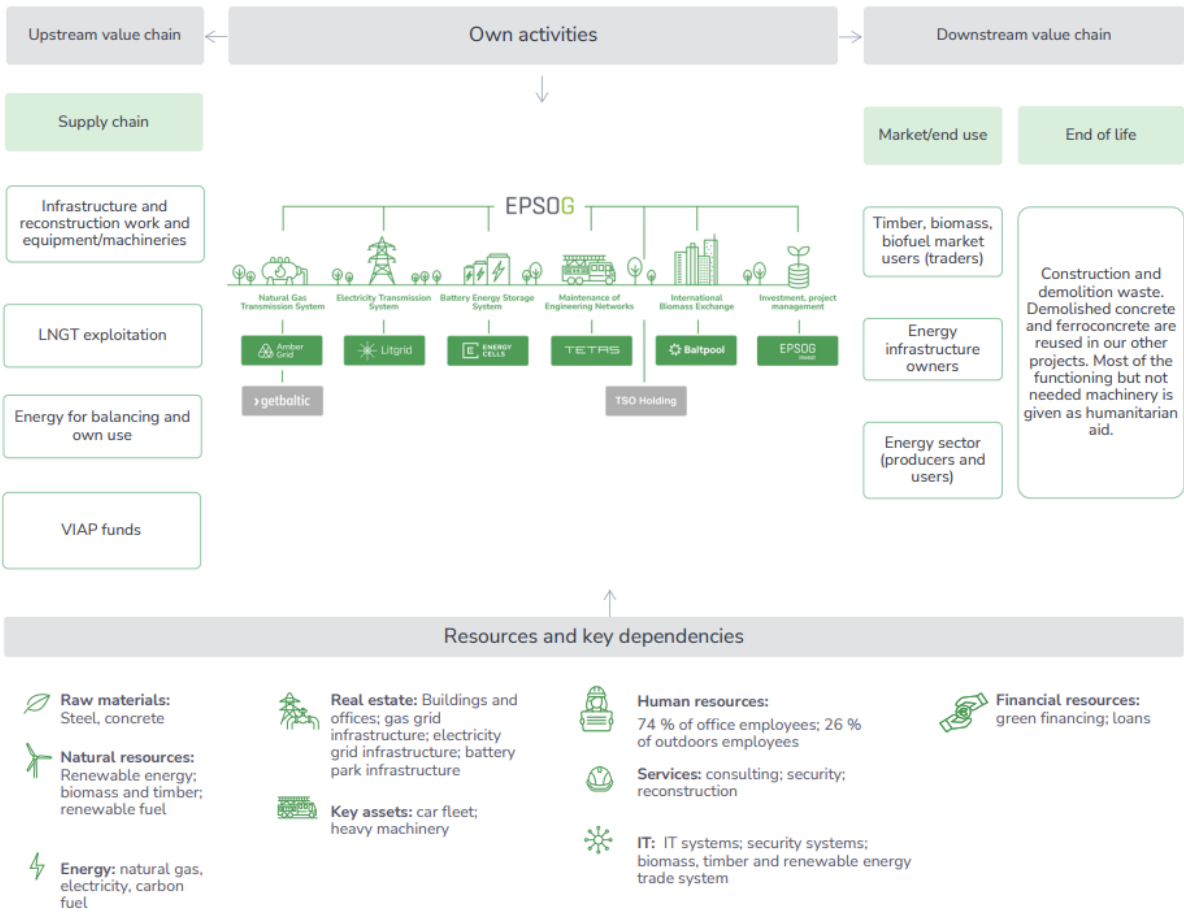 Upstream value chain
Own activities
Downstream value chain
Supply chain
Infrastructure and
reconstruction work and
equipment/machineries
LNGT exploitation
Energy for balancing and
own use
VIAP funds
EPSOG
Natural Gas
Transmission System
Electricity Transmission
System
Battery Energy Storage
System
Maintenance of
Engineering Networks
International
Biomass Exchange
Investment, project
management
Amber
Grid
Litgrid
ENERGY
CELLS
TETAS
Baltpool
EPSOG
invest
getbaltic
TSO Holding
Market/end use
Timber, biomass,
biofuel market
users (traders)
Energy
infrastructure
owners
Energy sector
(producers and
users)
End of life
Construction and
demolition waste.
Demolished concrete
and ferroconcrete are
reused in our other
projects. Most of the
functioning but not
needed machinery is
given as humanitarian
aid.
Resources and key dependencies
Raw materials:
Steel, concrete
Natural resources:
Renewable energy;
biomass and timber;
renewable fuel
Energy: natural gas,
electricity, carbon
fuel
Real estate: Buildings and
offices; gas grid
infrastructure; electricity
grid infrastructure; battery
park infrastructure
Key assets: car fleet;
heavy machinery
Human resources:
74 % of office employees; 26 %
of outdoors employees
Services: consulting; security;
reconstruction
IT: IT systems; security systems;
biomass, timber and renewable energy
trade system
Financial resources:
green financing; loans